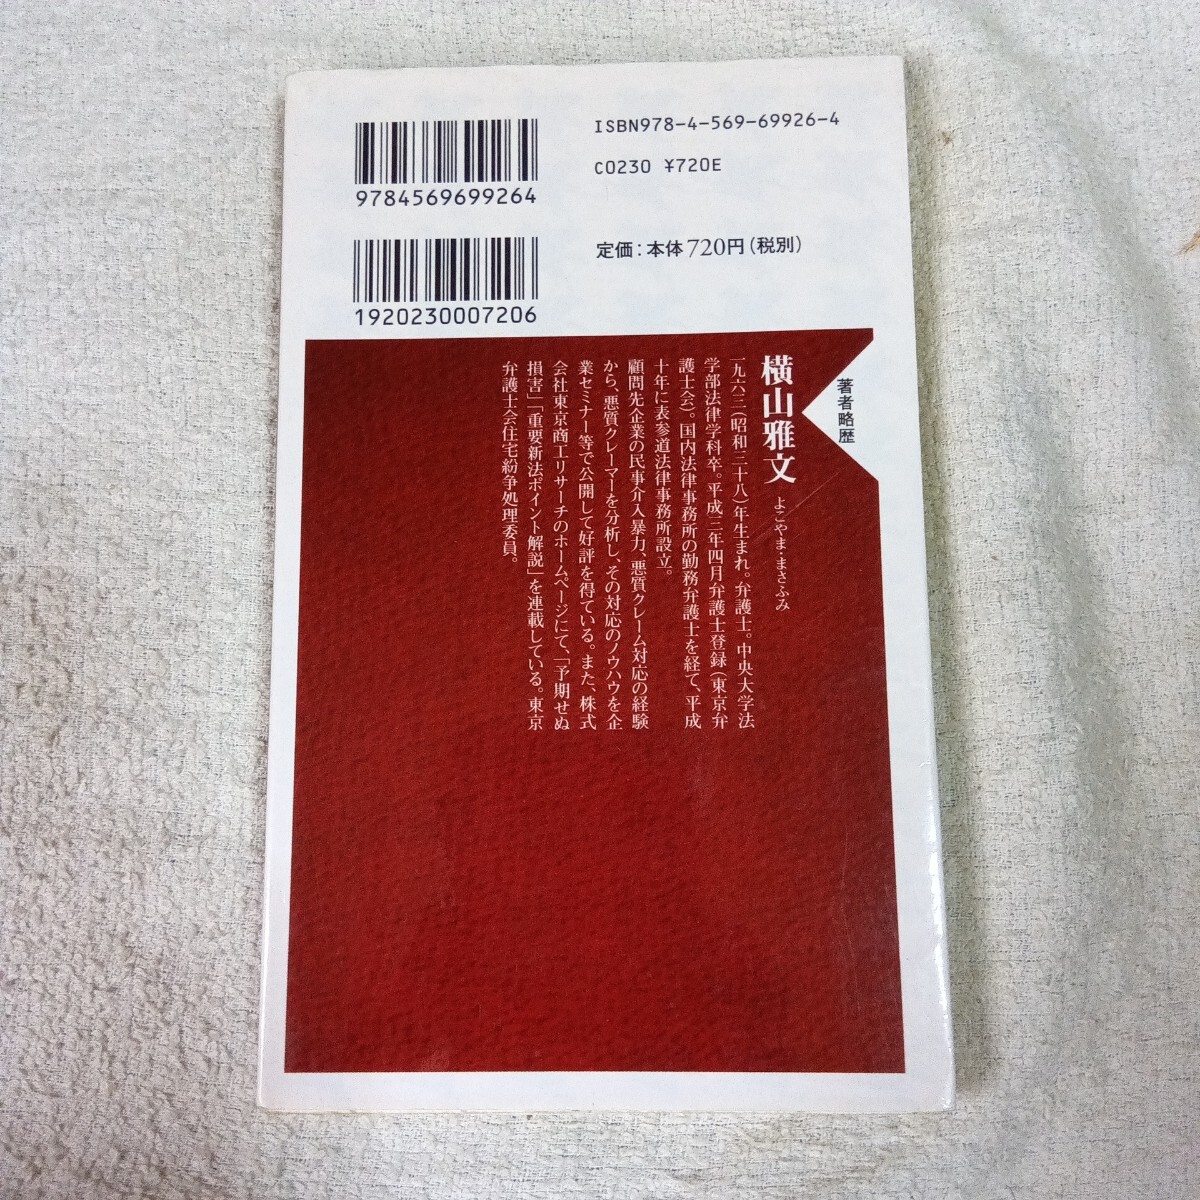 ISBN978-4-569-69926-4
C0230 ¥720E
定価：本体720円（税別）
9784569699264
1920230007206
著者略歴
横山雅文 よこやま・まさふみ
一九六三（昭和三十八）年生まれ。弁護士。中央大学法
学部法律学科卒。平成三年四月弁護士登録（東京弁
護士会）。国内法律事務所の勤務弁護士を経て、平成
十年に表参道法律事務所設立。
顧問先企業の民事介入暴力、悪質クレーム対応の経験
から、悪質クレーマーを分析し、その対応のノウハウを企
業セミナー等で公開して好評を得ている。また、株式
会社東京商工リサーチのホームページにて、「予期せぬ
損害」「重要新法ポイント解説」を連載している。東京
弁護士会住宅紛争処理委員。